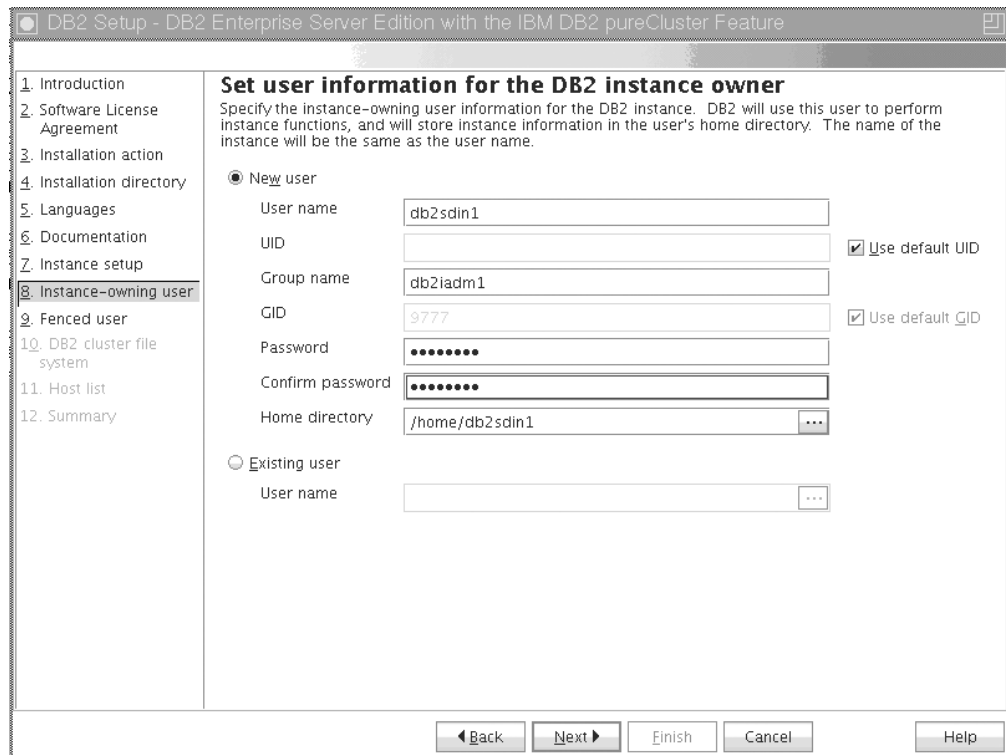 DB2 Setup - DB2 Enterprise Server Edition with the IBM DB2 pureCluster Feature
1. Introduction
2. Software License
Agreement
3. Installation action
4. Installation directory
5. Languages
6. Documentation
7. Instance setup
8. Instance-owning user
9. Fenced user
10. DB2 cluster file
system
11. Host list
12. Summary
Set user information for the DB2 instance owner
Specify the instance-owning user information for the DB2 instance. DB2 will use this user to perform
instance functions, and will store instance information in the user's home directory. The name of the
instance will be the same as the user name.
New user
User name db2sdin1
UID Use default UID
Group name db2iadm1
GID 9777 Use default GID
Password ●●●●●●●●
Confirm password ●●●●●●●●
Home directory /home/db2sdin1 ...
Existing user
User name ...
Back Next Finish Cancel Help